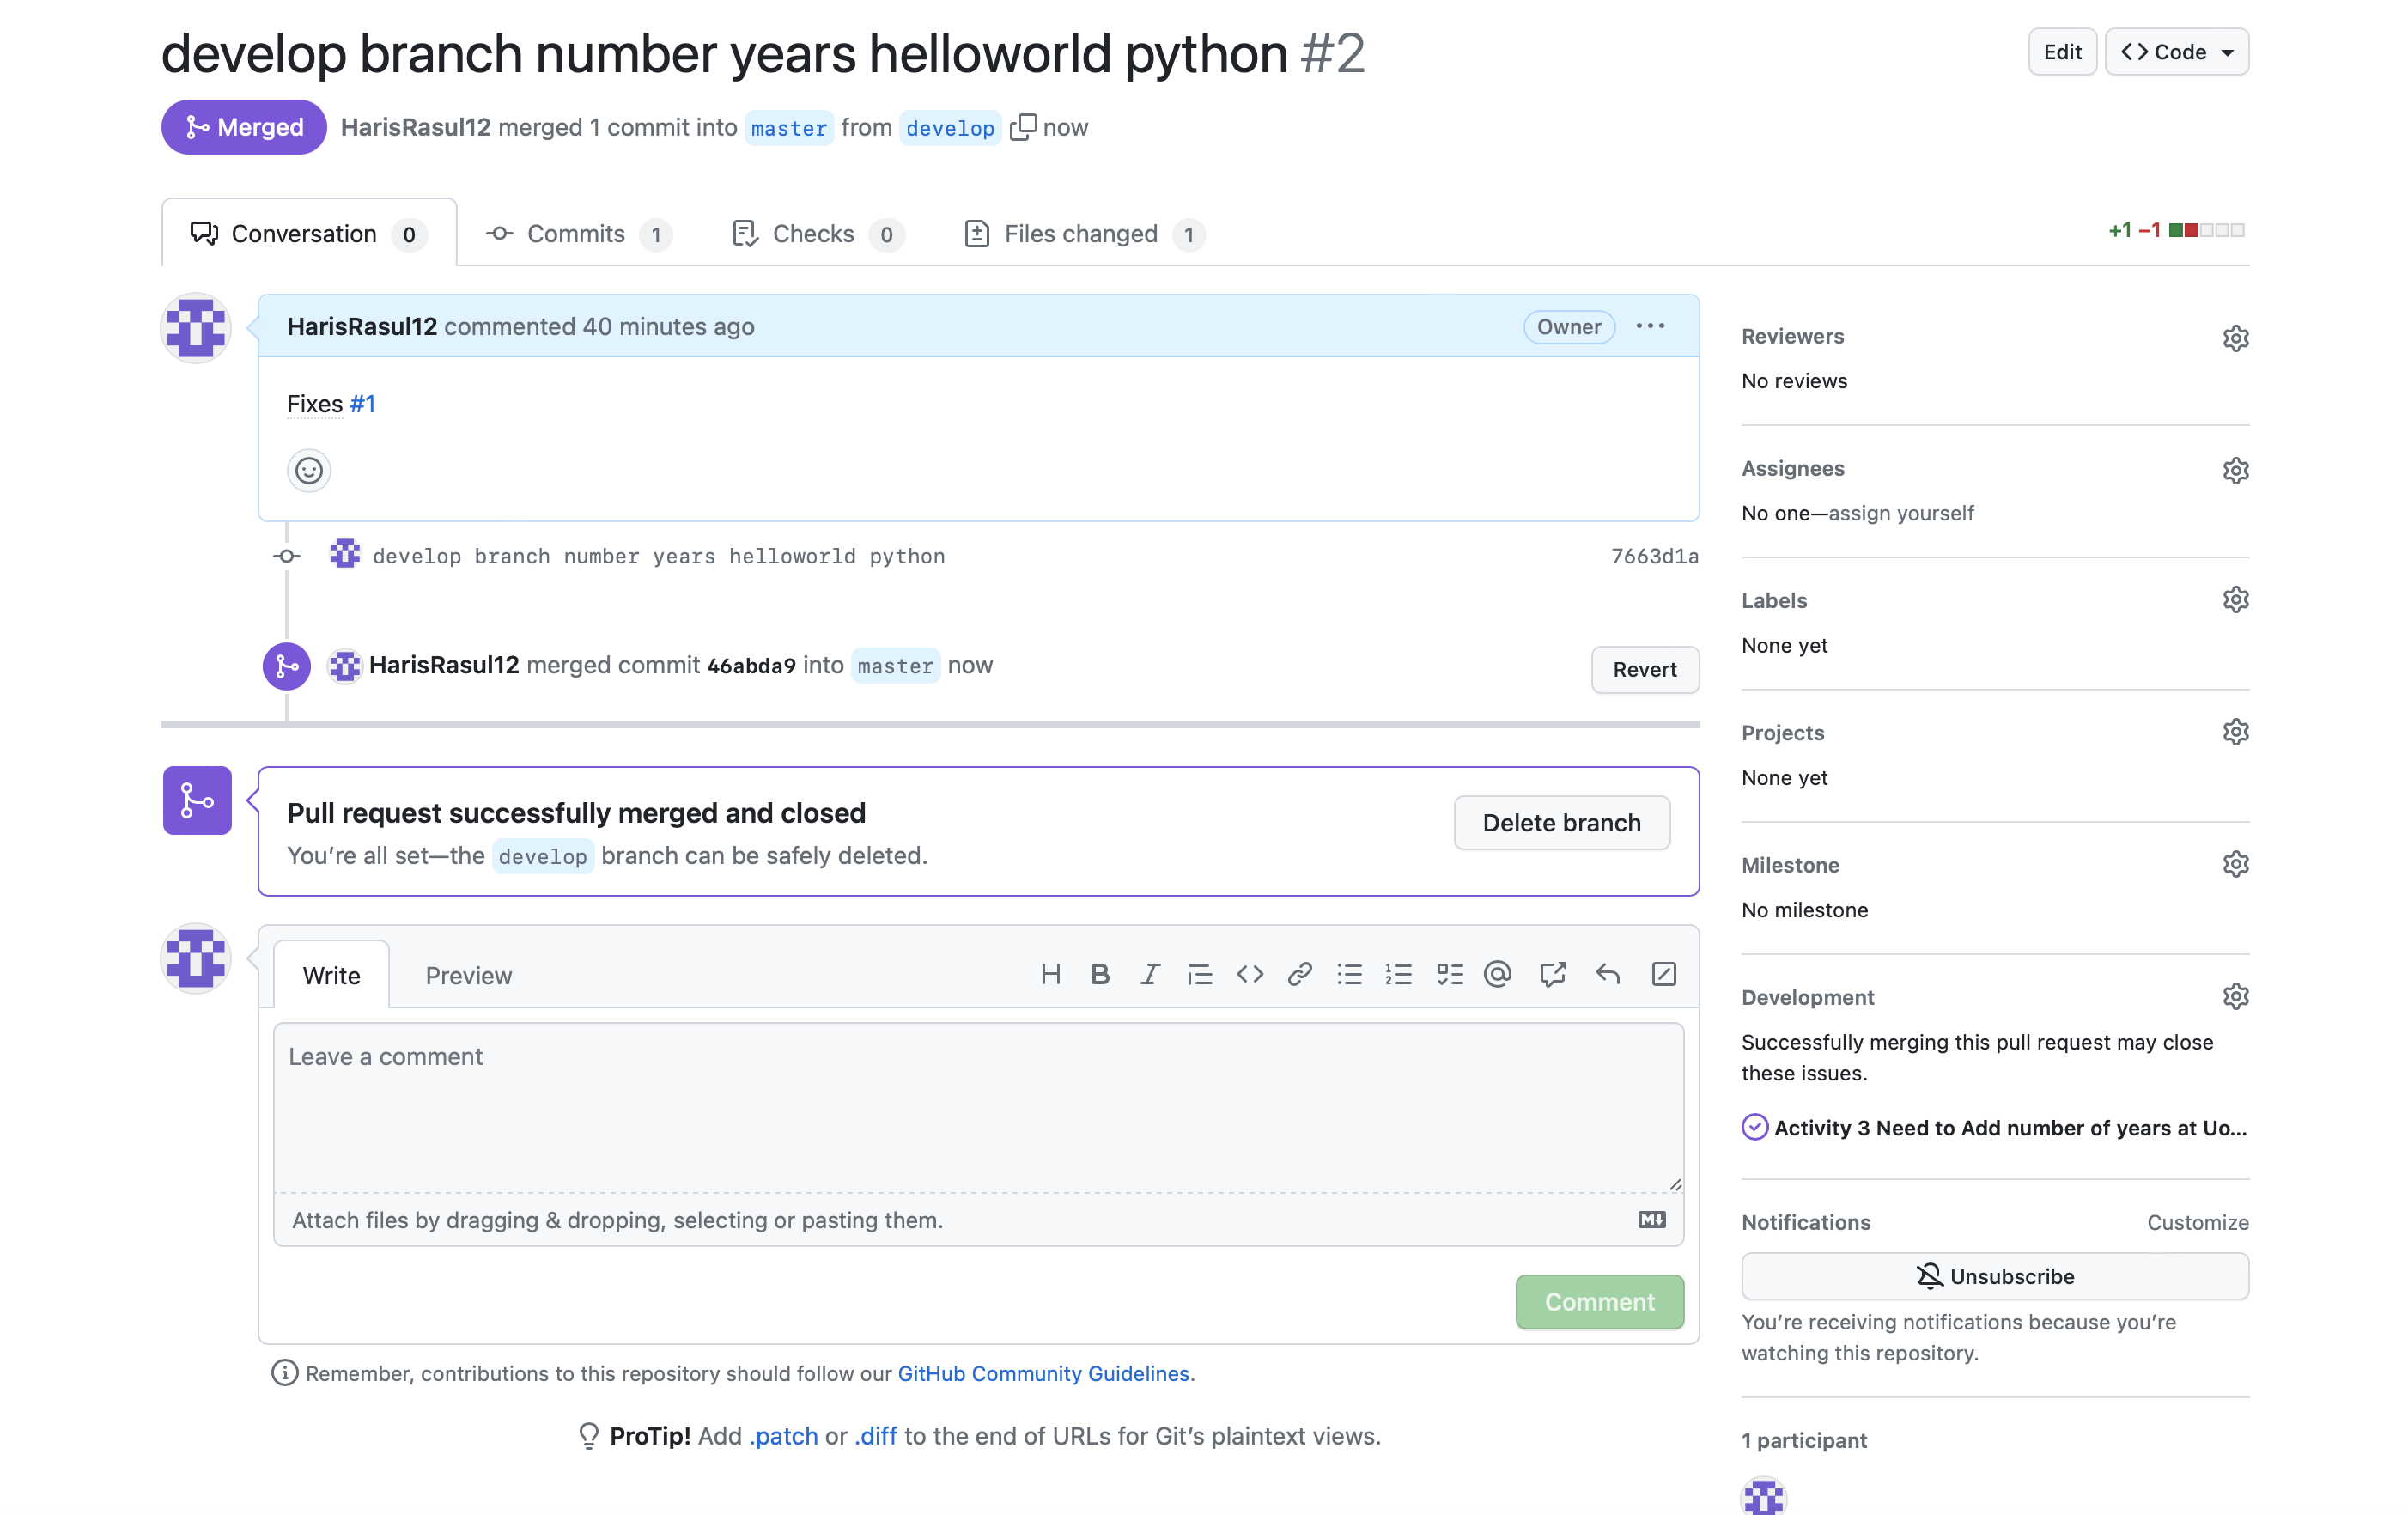 develop branch number years helloworld python #2
Edit
Code
Merged
HarisRasul12 merged 1 commit into master from develop now
Conversation 0
Commits 1
Checks 0
Files changed 1
+1 −1
HarisRasul12 commented 40 minutes ago
Owner
Fixes #1
develop branch number years helloworld python
7663d1a
HarisRasul12 merged commit 46abda9 into master now
Revert
Pull request successfully merged and closed
You’re all set—the develop branch can be safely deleted.
Delete branch
Write
Preview
Leave a comment
Attach files by dragging & dropping, selecting or pasting them.
Comment
Remember, contributions to this repository should follow our GitHub Community Guidelines.
ProTip! Add .patch or .diff to the end of URLs for Git’s plaintext views.
Reviewers
No reviews
Assignees
No one—assign yourself
Labels
None yet
Projects
None yet
Milestone
No milestone
Development
Successfully merging this pull request may close
these issues.
Activity 3 Need to Add number of years at Uo...
Notifications
Customize
Unsubscribe
You’re receiving notifications because you’re
watching this repository.
1 participant